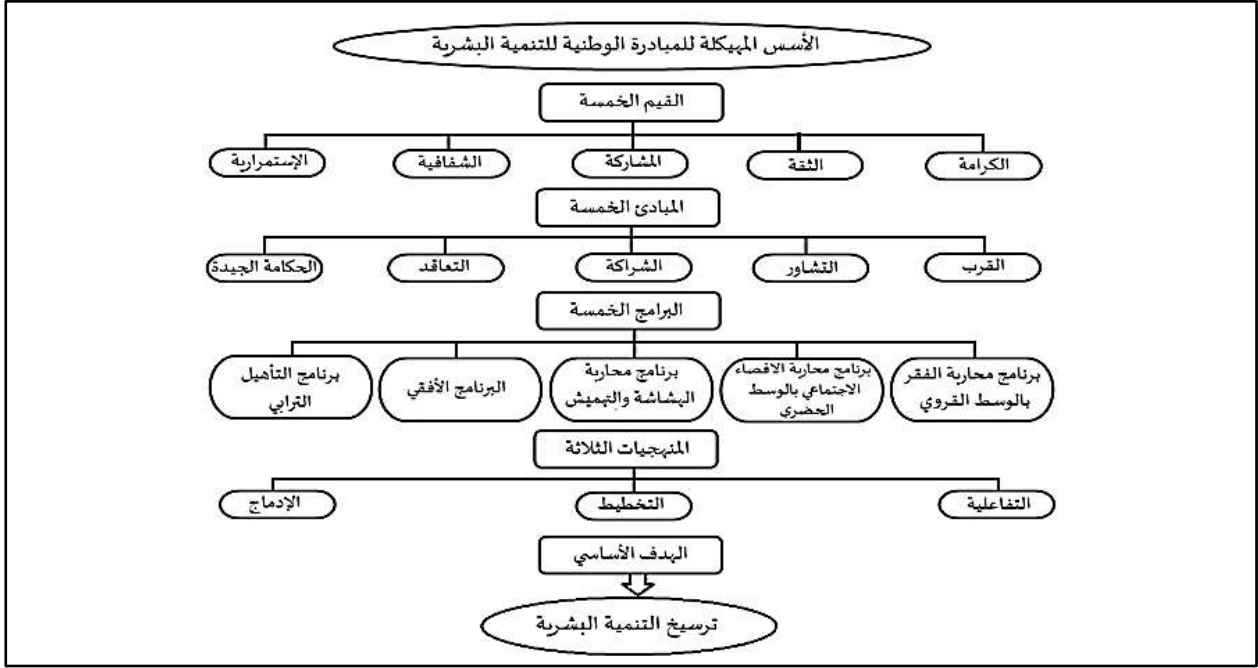 الأسس المهيكلة للمبادرة الوطنية للتنمية البشرية
القيم الخمسة
الكرامة
الثقة
المشاركة
الشفافية
الإستمرارية
المبادئ الخمسة
القرب
التشاور
الشراكة
التعاقد
الحكامة الجيدة
البرامج الخمسة
برنامج محاربة الفقر
بالوسط القروي
برنامج محاربة الاقصاء
الاجتماعي بالوسط
الحضري
برنامج محاربة
الهشاشة والتهميش
البرنامج الأفقي
برنامج التأهيل
الترابي
المنهجيات الثلاثة
التفاعلية
التخطيط
الإدماج
الهدف الأساسي
ترسيخ التنمية البشرية